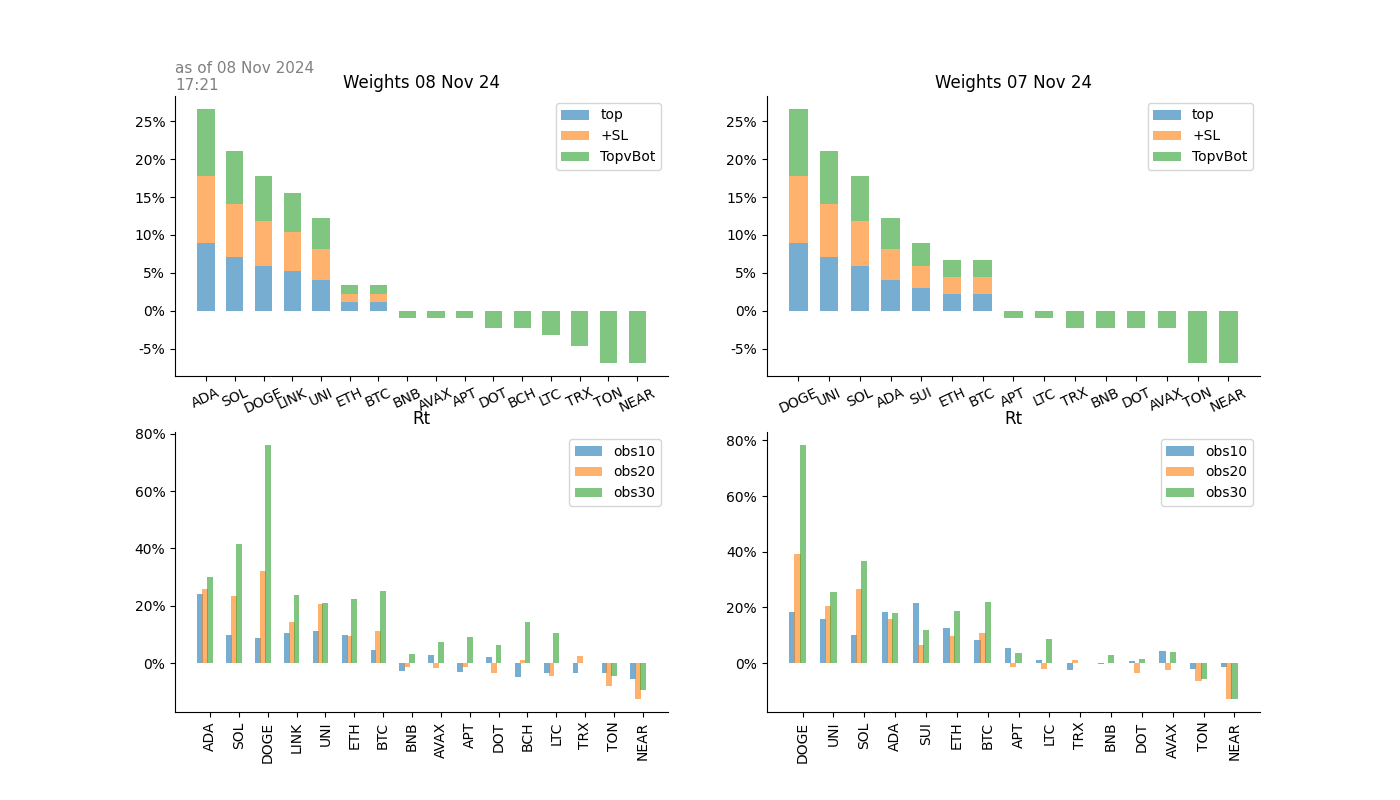 as of 08 Nov 2024
17:21
Weights 08 Nov 24
25%
20%
15%
10%
5%
0%
-5%
top
+SL
TopvBot
ADA SOL DOGE LINK UNI ETH BTC BNB AVAX APT DOT BCH LTC TRX TON NEAR
Weights 07 Nov 24
25%
20%
15%
10%
5%
0%
-5%
top
+SL
TopvBot
DOGE UNI SOL ADA SUI ETH BTC APT LTC TRX BNB DOT AVAX TON NEAR
Rt
80%
60%
40%
20%
0%
obs10
obs20
obs30
ADA SOL DOGE LINK UNI ETH BTC BNB AVAX APT DOT BCH LTC TRX TON NEAR
Rt
80%
60%
40%
20%
0%
obs10
obs20
obs30
DOGE UNI SOL ADA SUI ETH BTC APT LTC TRX BNB DOT AVAX TON NEAR